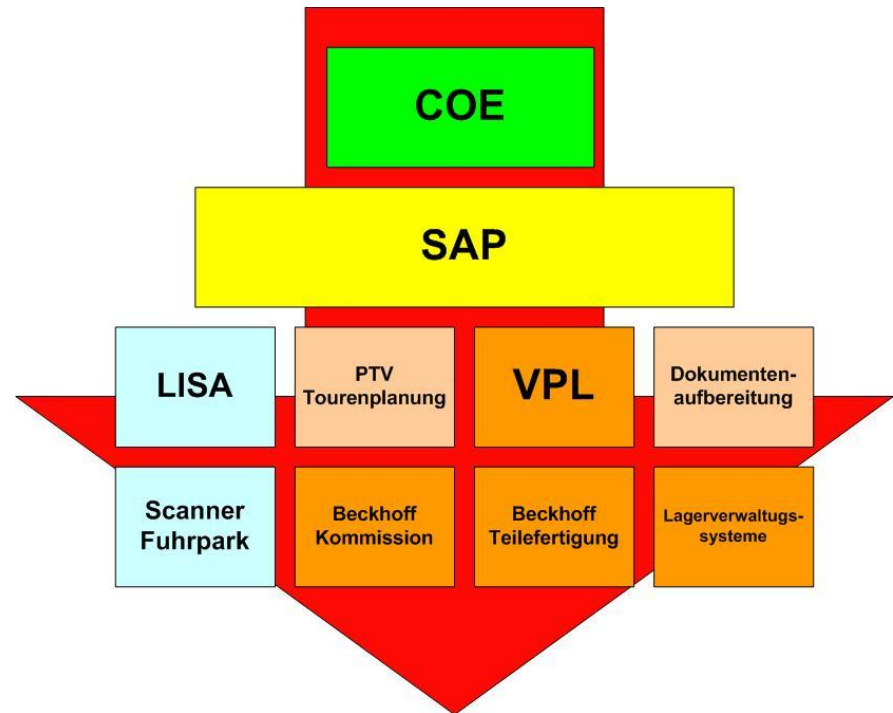 COE
SAP
LISA
PTV
Tourenplanung
VPL
Dokumenten-
aufbereitung
Scanner
Fuhrpark
Beckhoff
Kommission
Beckhoff
Teilefertigung
Lagerverwaltugs-
systeme